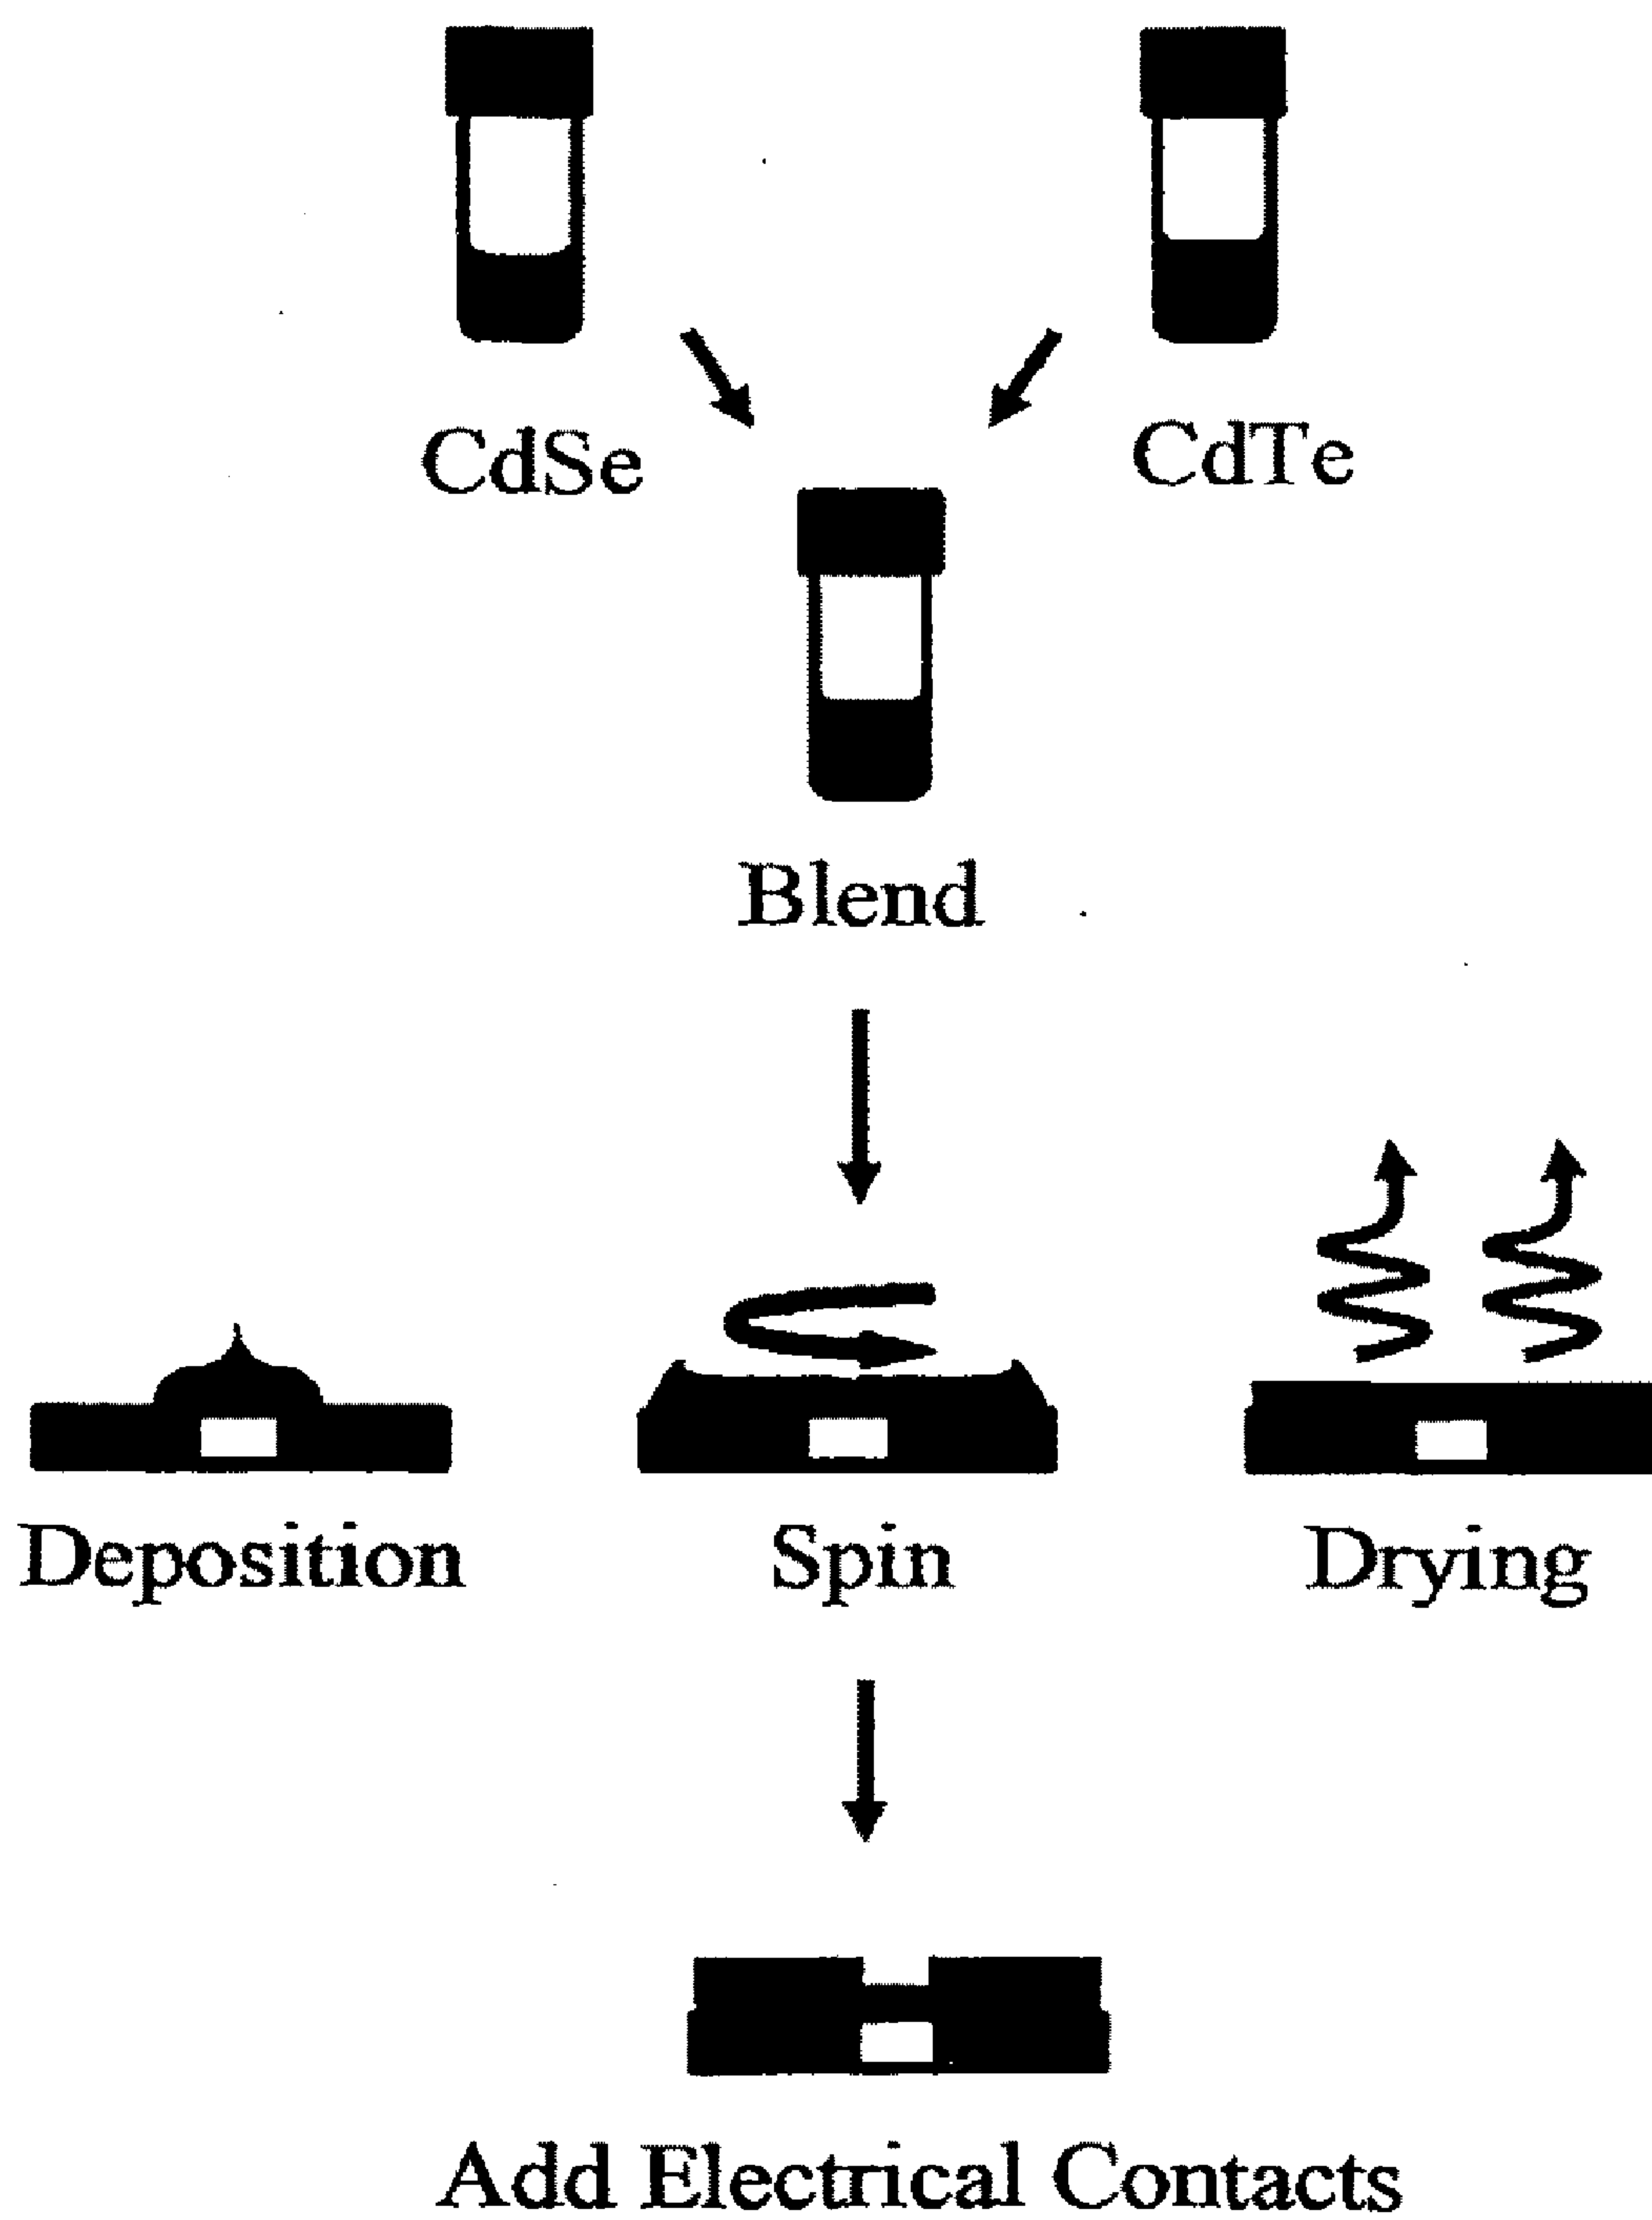 CdSe
CdTe
Blend
Deposition
Spin
Drying
Add Electrical Contacts